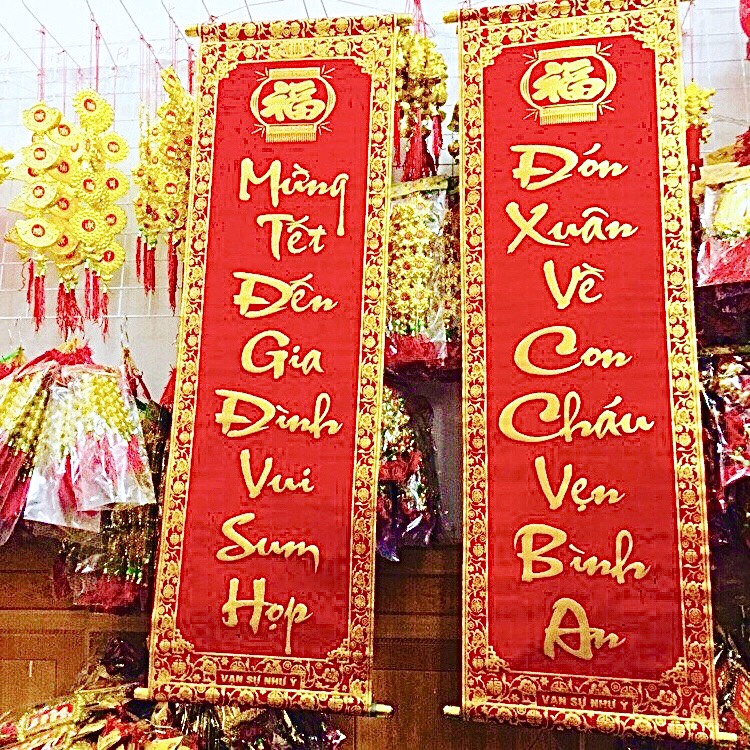 福
Mừng
Tết
Đến
Gia
Đình
Vui
Sum
Họp
VẠN SỰ NHƯ Ý
福
Đón
Xuân
Về
Con
Cháu
Vẹn
Bình
An
VẠN SỰ NHƯ Ý